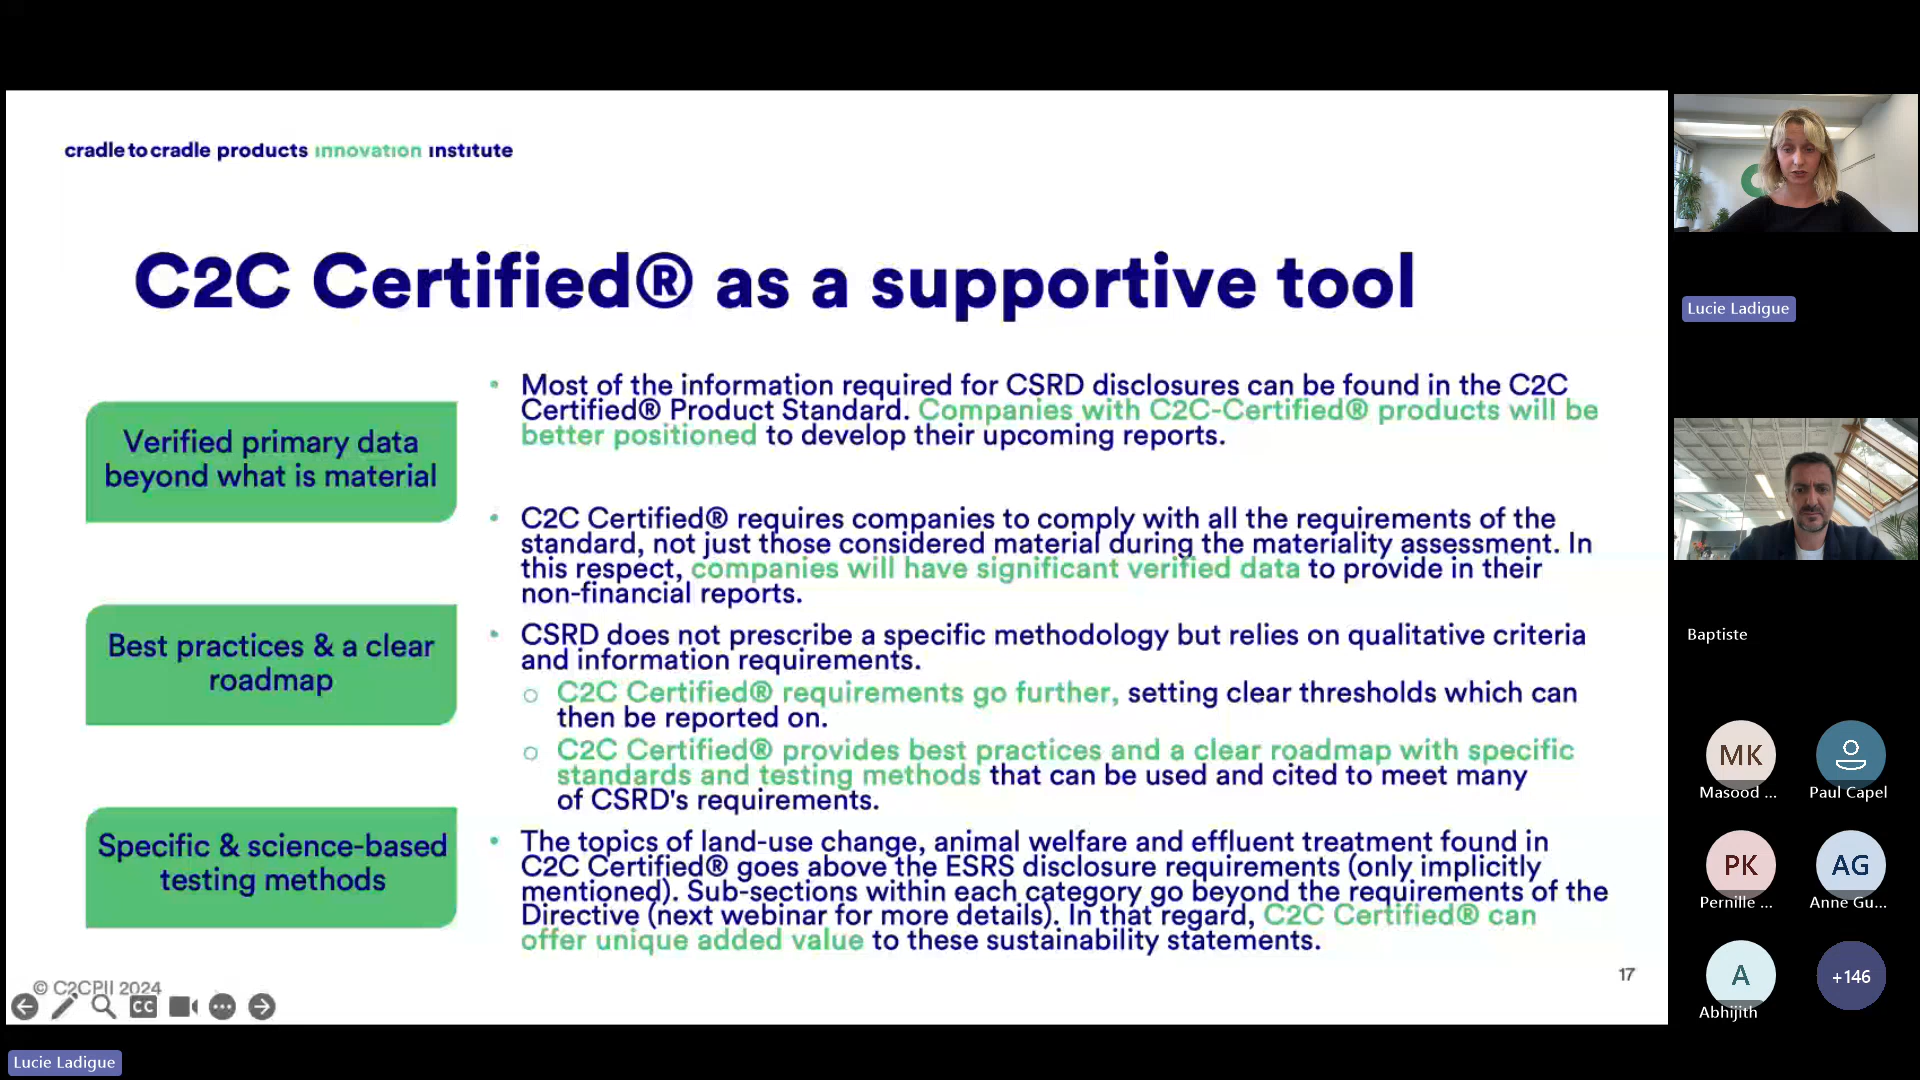 cradle to cradle products innovation institute
C2C Certified® as a supportive tool
Verified primary data
beyond what is material
• Most of the information required for CSRD disclosures can be found in the C2C
Certified® Product Standard. Companies with C2C-Certified® products will be
better positioned to develop their upcoming reports.
• C2C Certified® requires companies to comply with all the requirements of the
standard, not just those considered material during the materiality assessment. In
this respect, companies will have significant verified data to provide in their
non-financial reports.
Best practices & a clear
roadmap
• CSRD does not prescribe a specific methodology but relies on qualitative criteria
and information requirements.
o C2C Certified® requirements go further, setting clear thresholds which can
then be reported on.
o C2C Certified® provides best practices and a clear roadmap with specific
standards and testing methods that can be used and cited to meet many
of CSRD's requirements.
Specific & science-based
testing methods
• The topics of land-use change, animal welfare and effluent treatment found in
C2C Certified® goes above the ESRS disclosure requirements (only implicitly
mentioned). Sub-sections within each category go beyond the requirements of the
Directive (next webinar for more details). In that regard, C2C Certified® can
offer unique added value to these sustainability statements.
© C2CPII 2024
17
CC
Lucie Ladigue
Lucie Ladigue
Baptiste
MK
Masood ...
Paul Capel
PK
Pernille ...
AG
Anne Gu...
A
Abhijith
+146